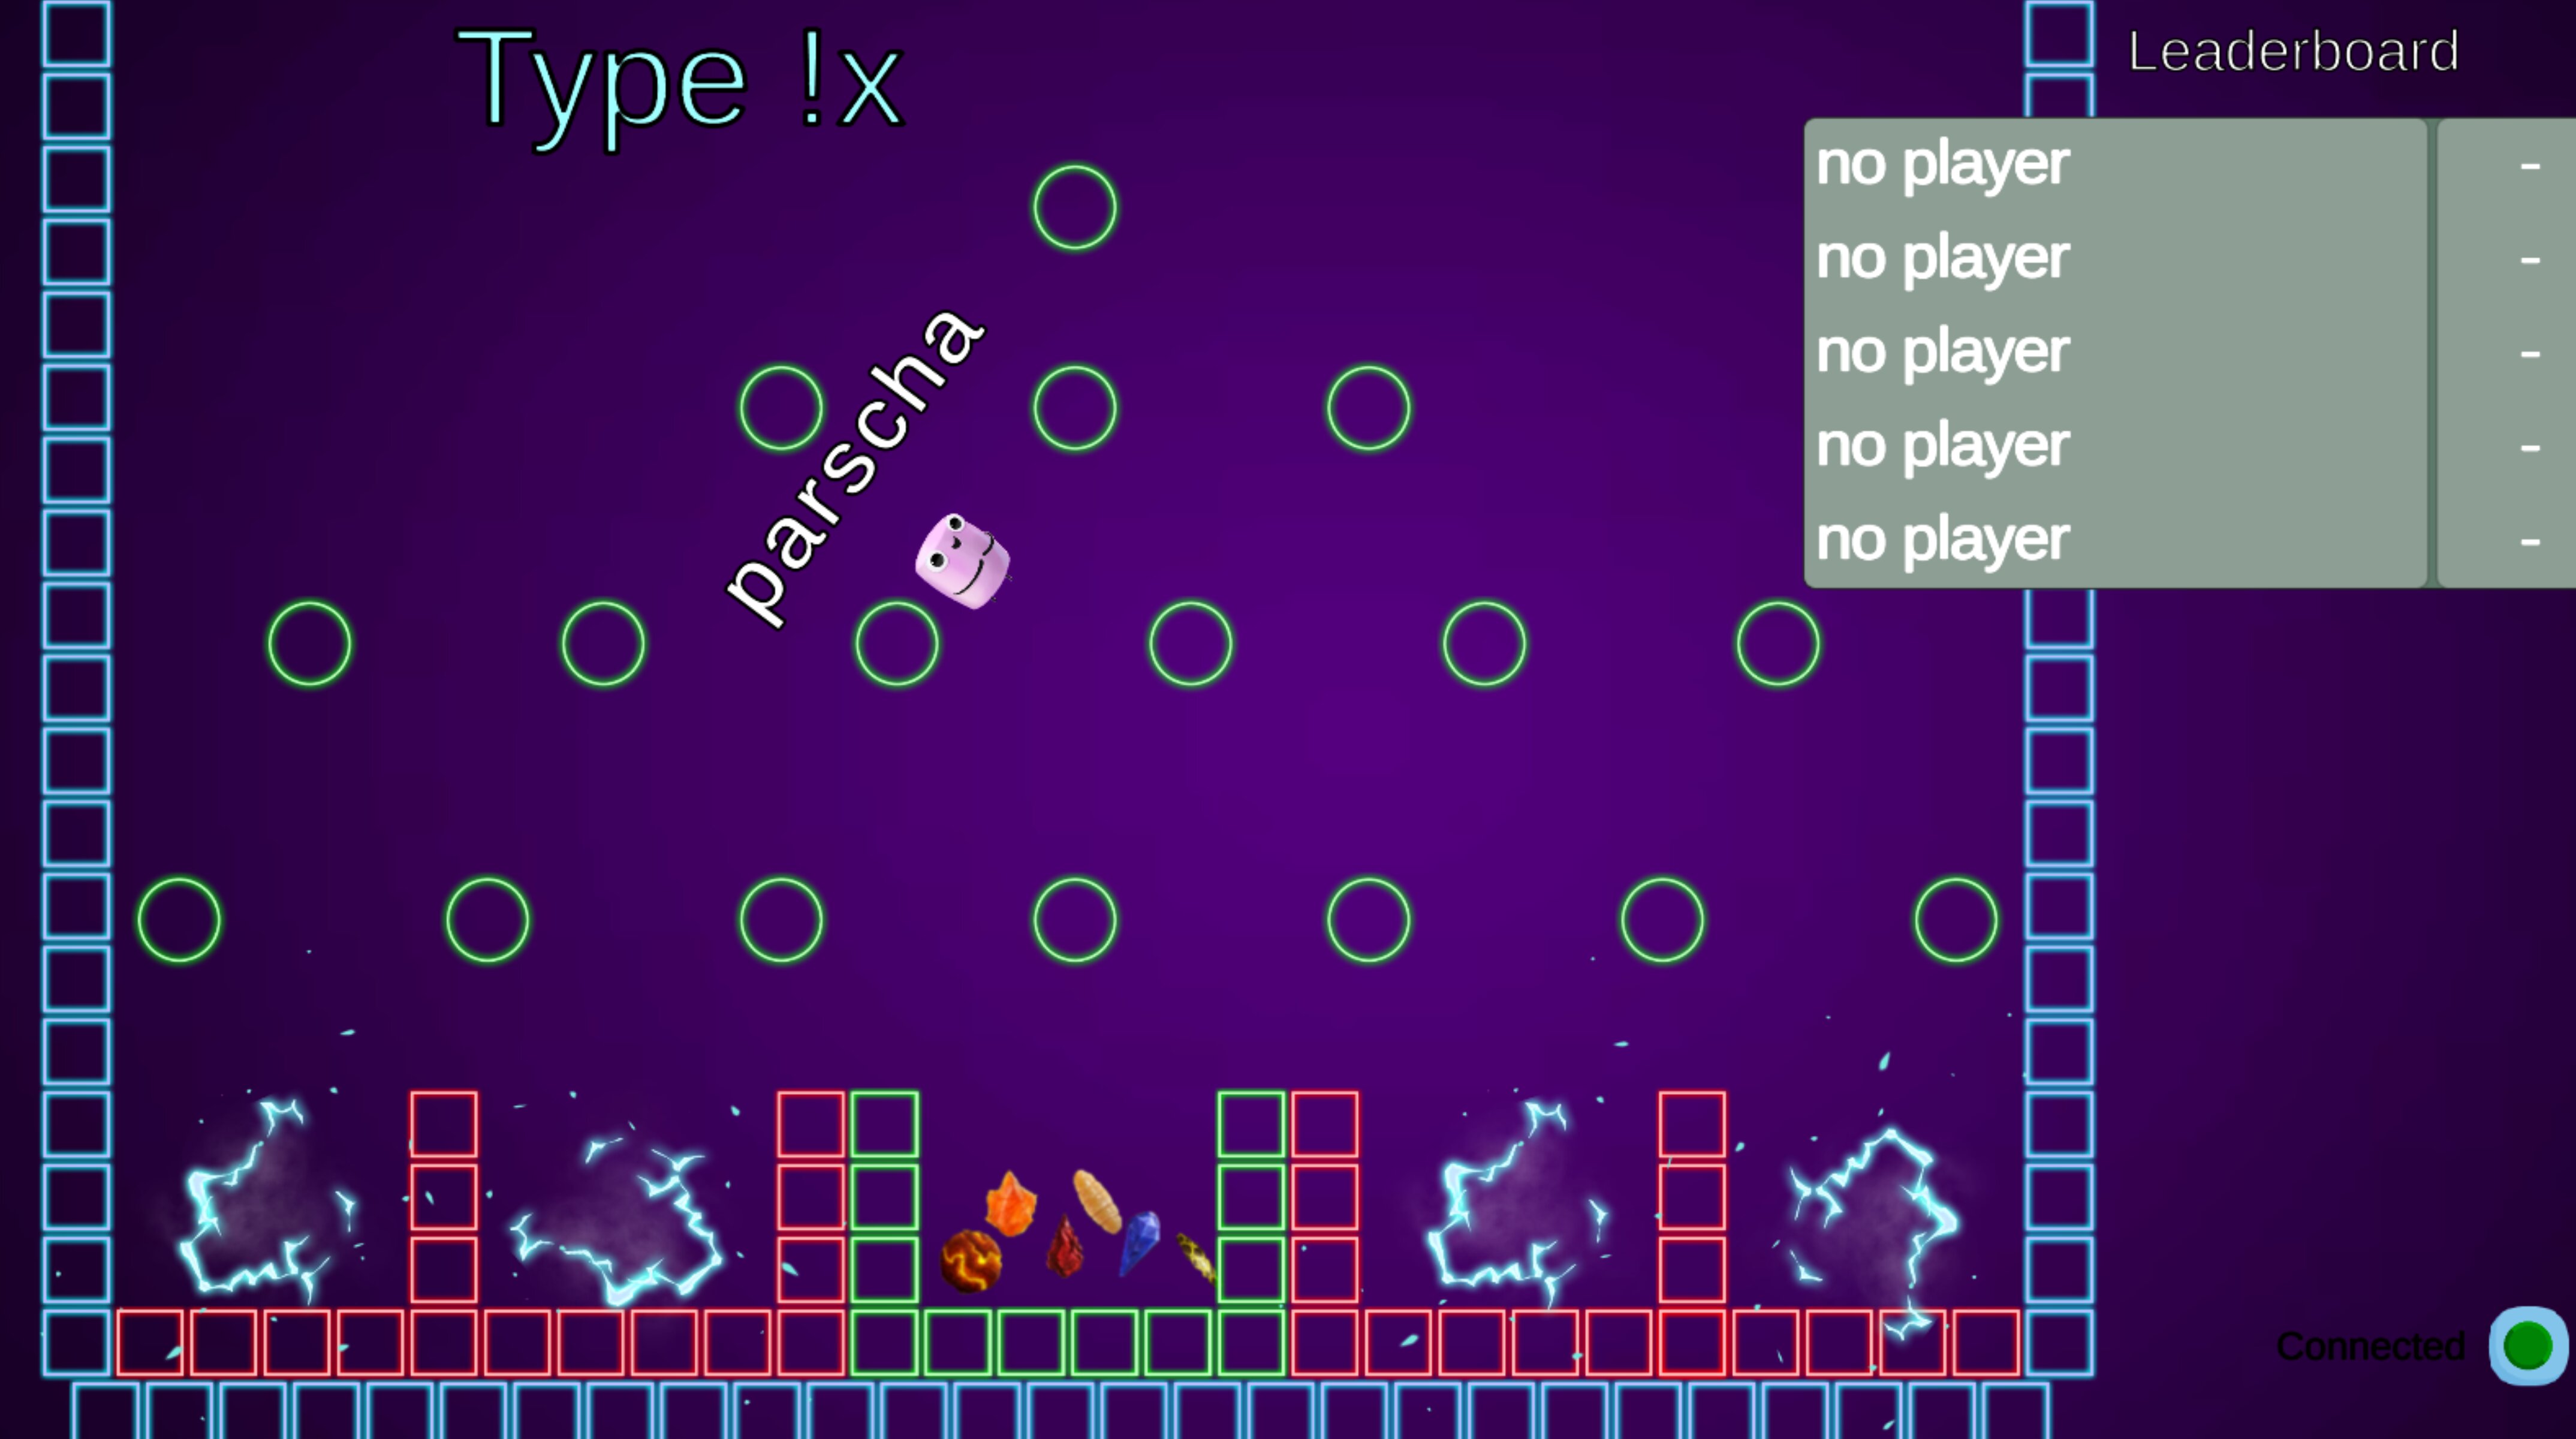 Type !x
Leaderboard
no player -
no player -
no player -
no player -
no player -
parscha
Connected